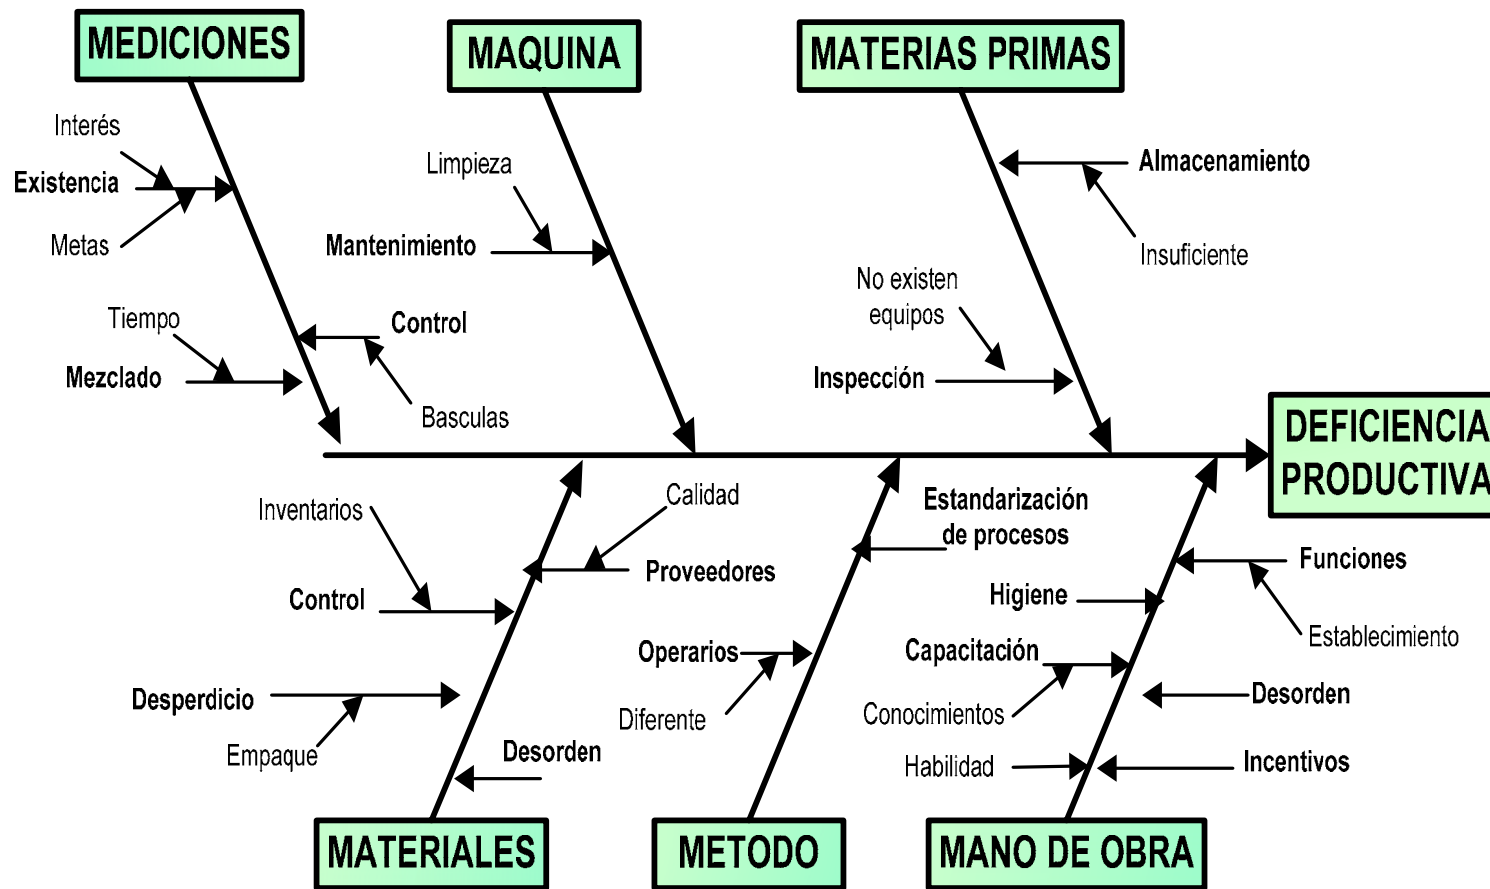 MEDICIONES
MAQUINA
MATERIAS PRIMAS
Interés
Existencia
Metas
Limpieza
Mantenimiento
Almacenamiento
Insuficiente
No existen
equipos
Inspección
Tiempo
Mezclado
Control
Basculas
DEFICIENCIA
PRODUCTIVA
Inventarios
Control
Calidad
Proveedores
Desperdicio
Empaque
Desorden
Estandarización
de procesos
Operarios
Diferente
Higiene
Funciones
Establecimiento
Capacitación
Conocimientos
Desorden
Habilidad
Incentivos
MATERIALES
METODO
MANO DE OBRA